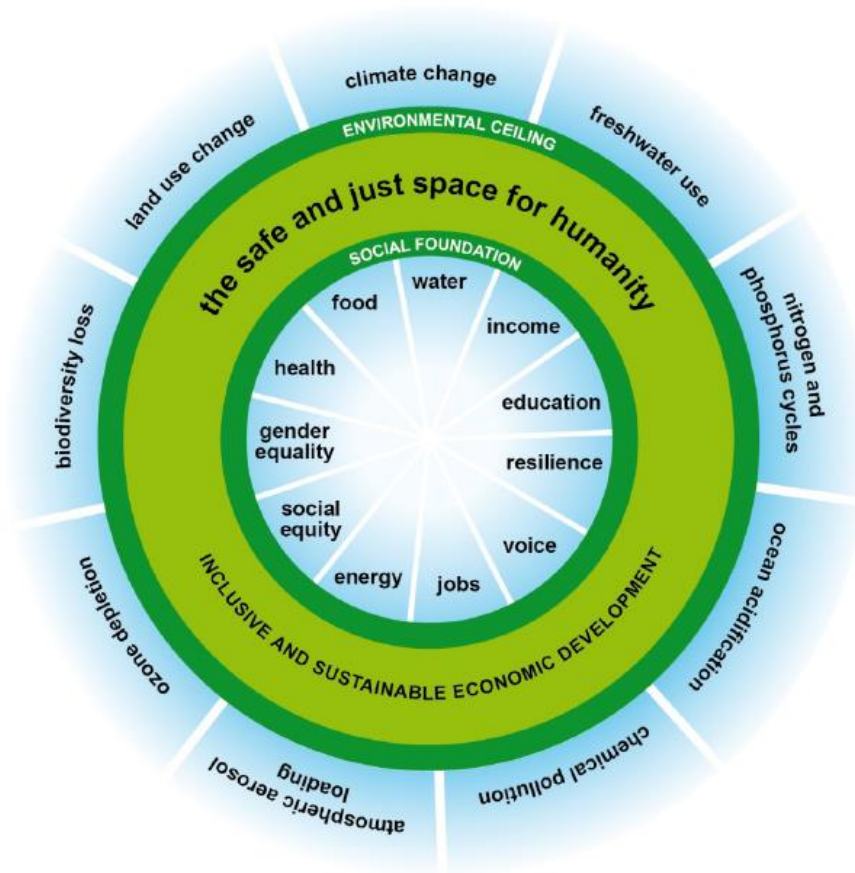 climate change
freshwater use
nitrogen and
phosphorus cycles
ocean acidification
chemical pollution
atmospheric aerosol
loading
ozone depletion
biodiversity loss
land use change
ENVIRONMENTAL CEILING
the safe and just space for humanity
SOCIAL FOUNDATION
water
income
education
resilience
voice
jobs
energy
social
equity
gender
equality
health
food
INCLUSIVE AND SUSTAINABLE ECONOMIC DEVELOPMENT